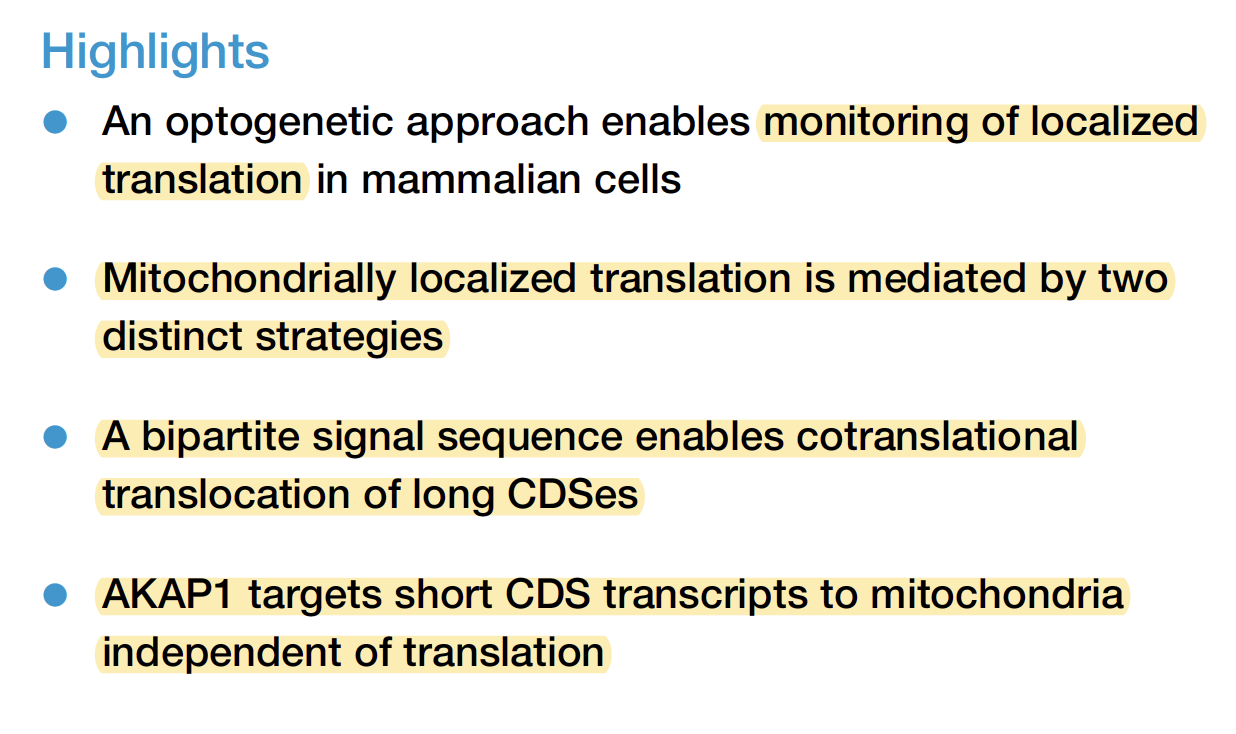 Highlights
● An optogenetic approach enables monitoring of localized
translation in mammalian cells
● Mitochondrially localized translation is mediated by two
distinct strategies
● A bipartite signal sequence enables cotranslational
translocation of long CDSes
● AKAP1 targets short CDS transcripts to mitochondria
independent of translation